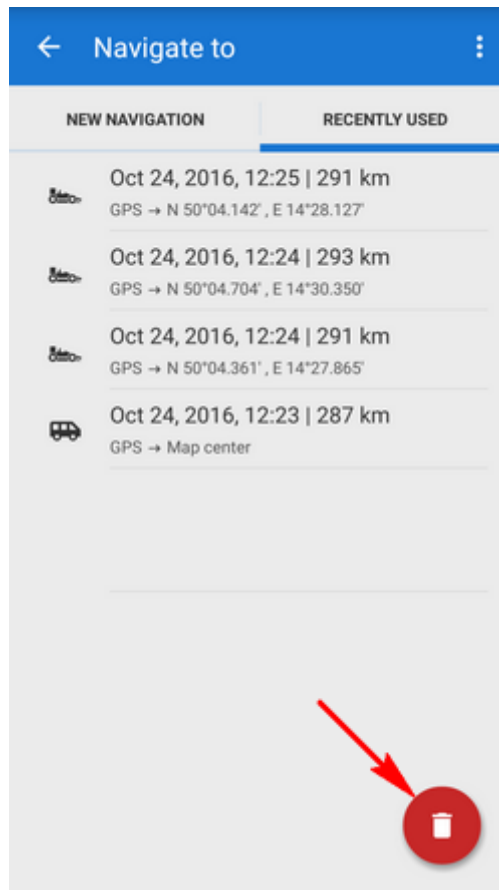 Navigate to
NEW NAVIGATION
RECENTLY USED
Oct 24, 2016, 12:25 | 291 km
GPS → N 50°04.142' , E 14°28.127'
Oct 24, 2016, 12:24 | 293 km
GPS → N 50°04.704' , E 14°30.350'
Oct 24, 2016, 12:24 | 291 km
GPS → N 50°04.361' , E 14°27.865'
Oct 24, 2016, 12:23 | 287 km
GPS → Map center